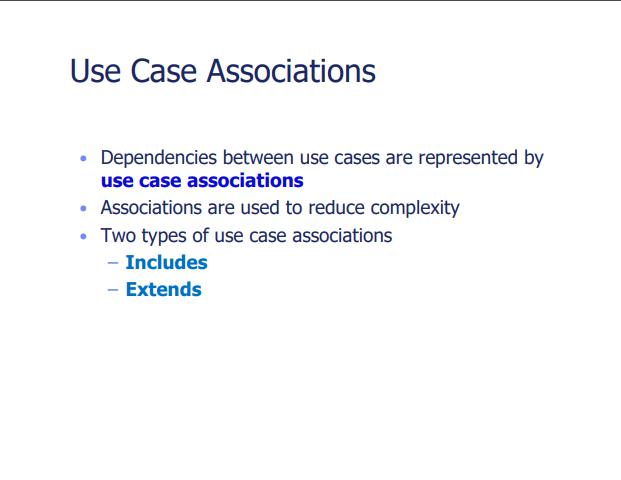 Use Case Associations
• Dependencies between use cases are represented by
use case associations
• Associations are used to reduce complexity
• Two types of use case associations
– Includes
– Extends